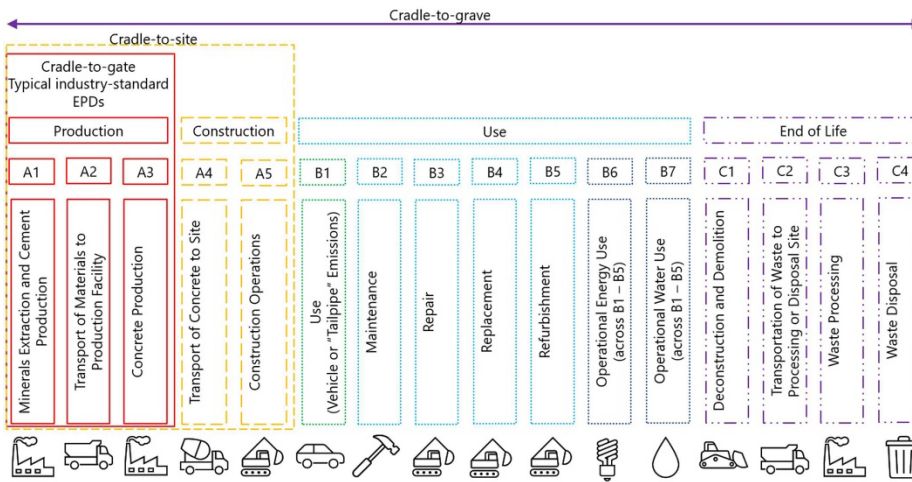 Cradle-to-grave
Cradle-to-site
Cradle-to-gate
Typical industry-standard
EPDs
Production
Construction
Use
End of Life
A1
A2
A3
A4
A5
B1
B2
B3
B4
B5
B6
B7
C1
C2
C3
C4
Minerals Extraction and Cement
Production
Transport of Materials to
Production Facility
Concrete Production
Transport of Concrete to Site
Construction Operations
Use
(Vehicle or "Tailpipe" Emissions)
Maintenance
Repair
Replacement
Refurbishment
Operational Energy Use
(across B1 – B5)
Operational Water Use
(across B1 – B5)
Deconstruction and Demolition
Transportation of Waste to
Processing or Disposal Site
Waste Processing
Waste Disposal